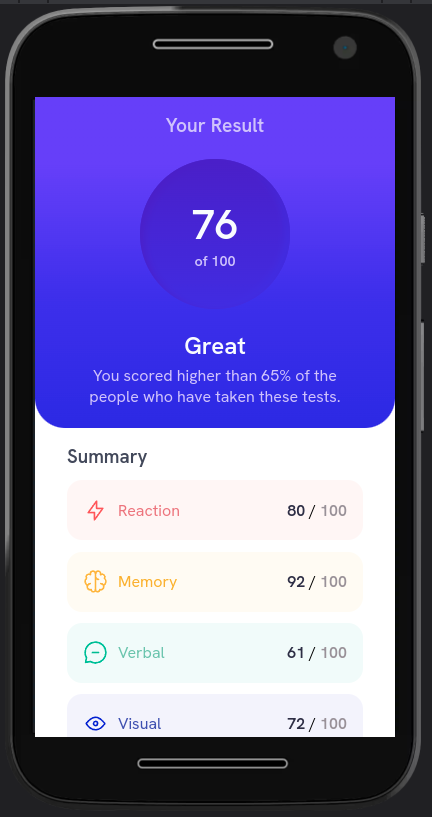 Your Result
76
of 100
Great
You scored higher than 65% of the
people who have taken these tests.
Summary
Reaction 80 / 100
Memory 92 / 100
Verbal 61 / 100
Visual 72 / 100